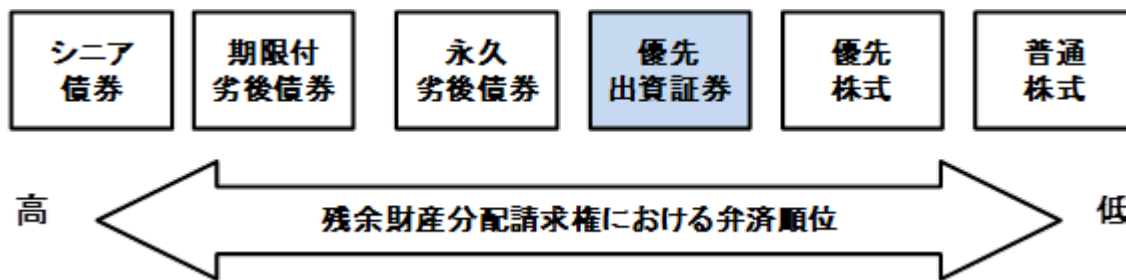 シニア
債券
期限付
劣後債券
永久
劣後債券
優先
出資証券
優先
株式
普通
株式
高
残余財産分配請求権における弁済順位
低